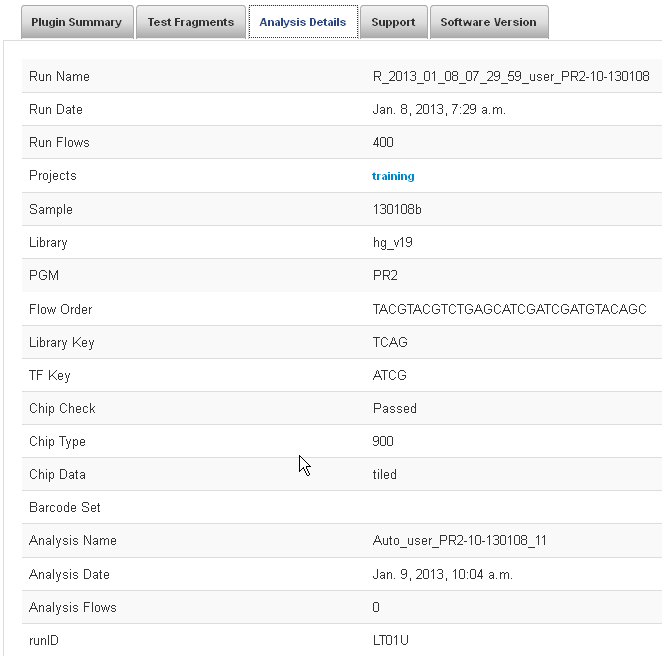 Plugin Summary Test Fragments Analysis Details Support Software Version
Run Name R_2013_01_08_07_29_59_user_PR2-10-130108
Run Date Jan. 8, 2013, 7:29 a.m.
Run Flows 400
Projects training
Sample 130108b
Library hg_v19
PGM PR2
Flow Order TACGTACGTCTGAGCATCGATCGATGTACAGC
Library Key TCAG
TF Key ATCG
Chip Check Passed
Chip Type 900
Chip Data tiled
Barcode Set
Analysis Name Auto_user_PR2-10-130108_11
Analysis Date Jan. 9, 2013, 10:04 a.m.
Analysis Flows 0
runID LT01U